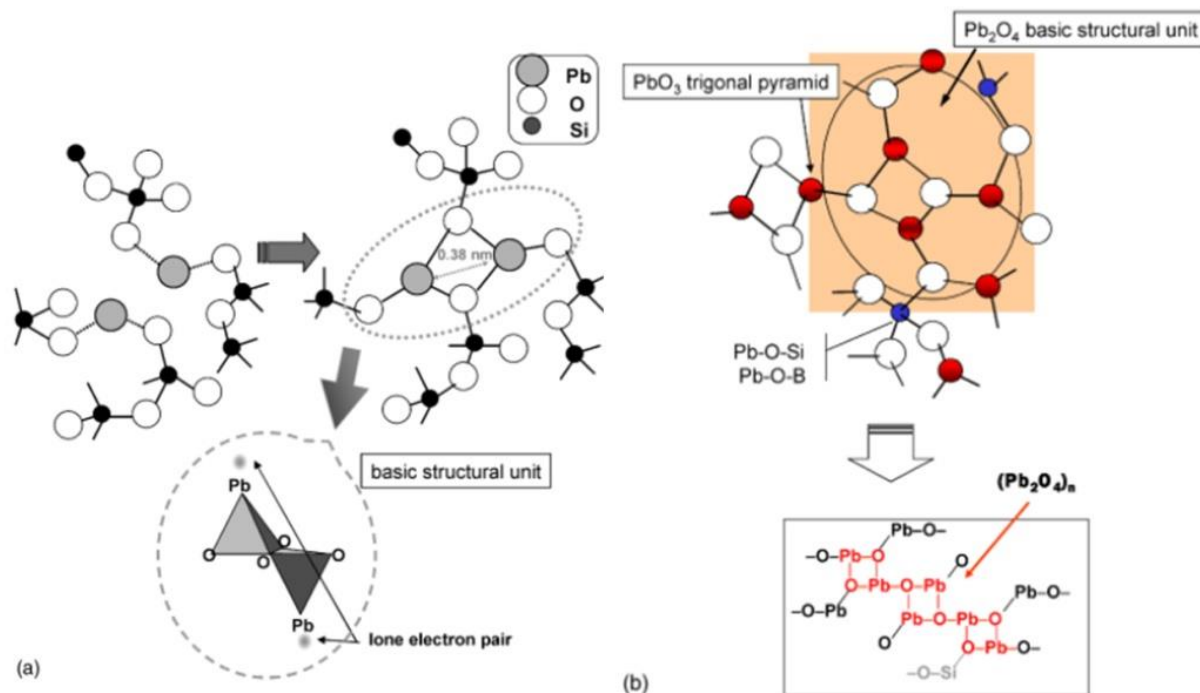 Pb
O
Si
0.38 nm
basic structural unit
Pb
O
O
O
O
Pb
lone electron pair
(a)
Pb₂O₄ basic structural unit
PbO₃ trigonal pyramid
Pb-O-Si
Pb-O-B
(Pb₂O₄)ₙ
Pb–O–
–O–Pb–O
O
O–Pb–O–Pb
–O–Pb
Pb–O–Pb–O
Pb–O–
O
O–Pb–O–
–O–Si
(b)